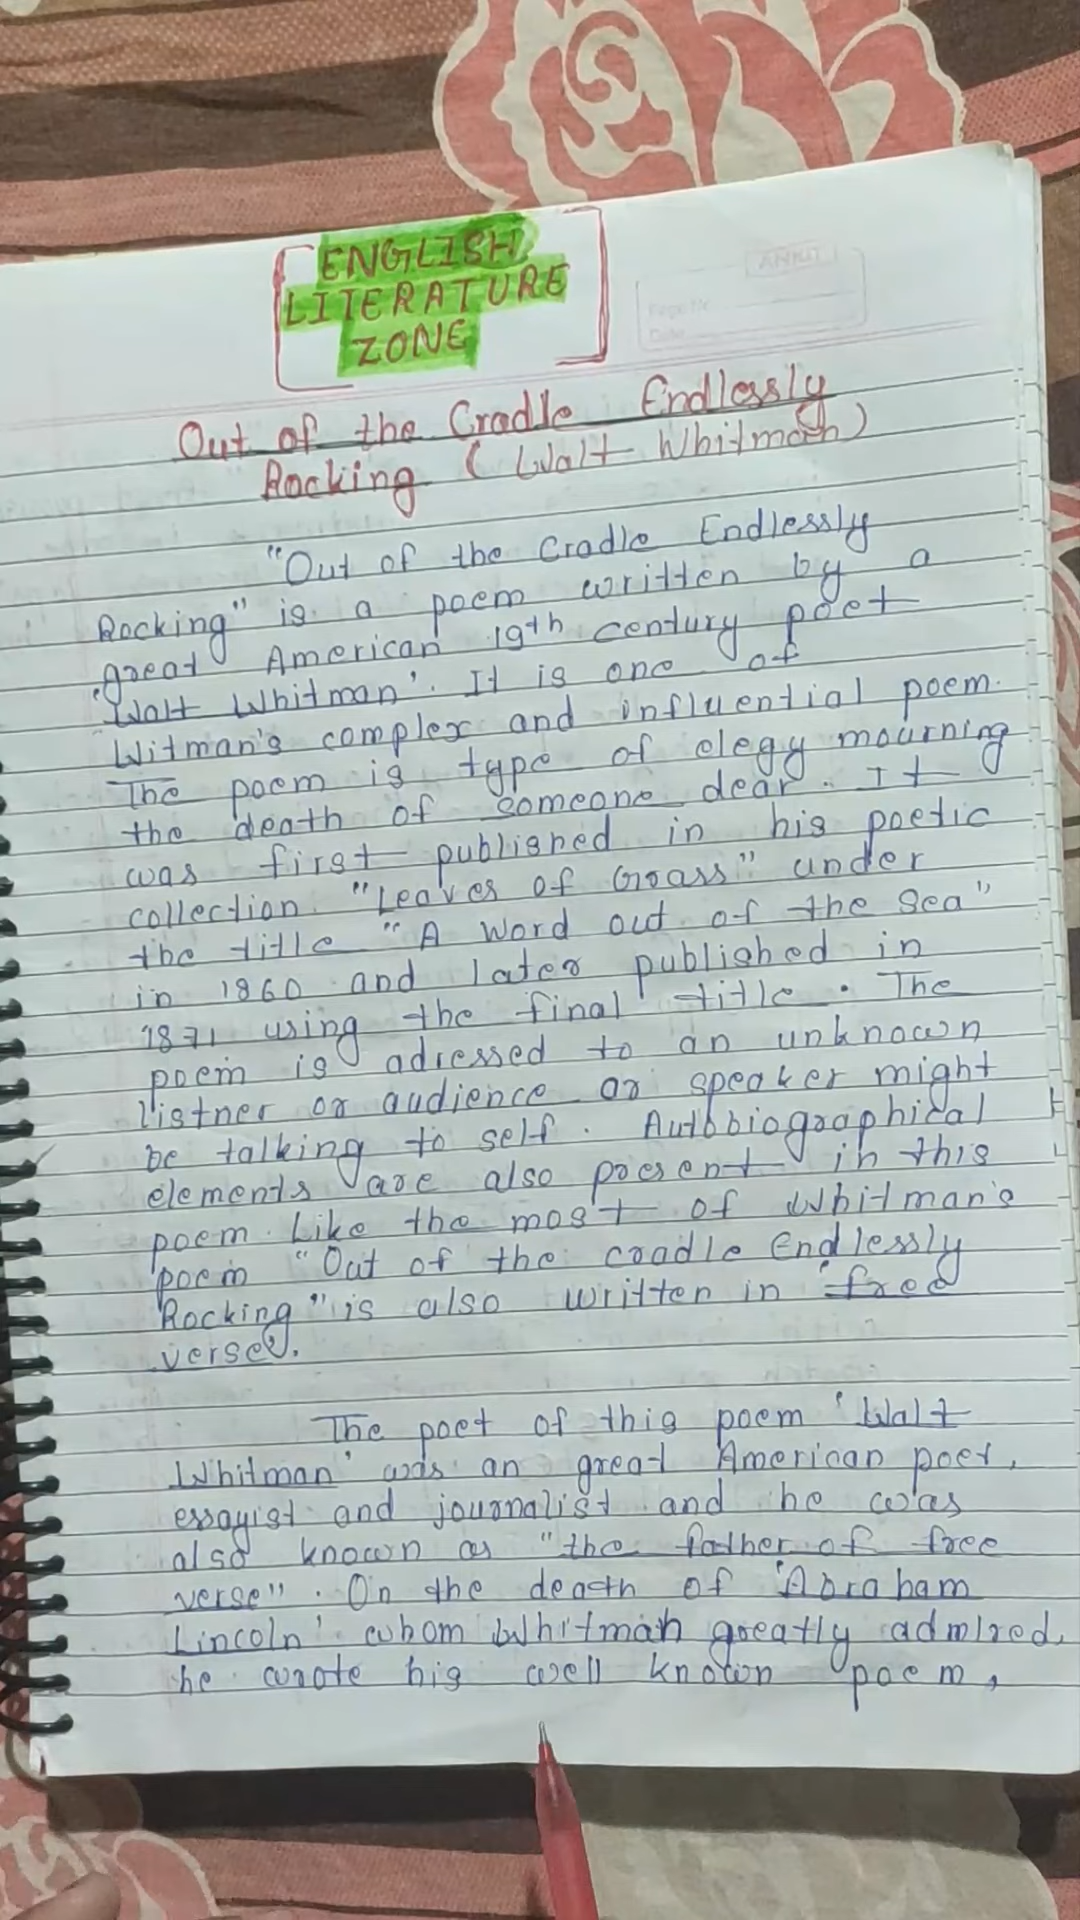 ENGLISH
LITERATURE
ZONE
ANKUR
Page No.
Date
Out of the Cradle Endlessly
Rocking (Walt Whitman)
"Out of the Cradle Endlessly
Rocking" is a poem written by a
great American 19th century poet
'Walt Whitman'. It is one of
Witman's complex and influential poem.
The poem is type of elegy mourning
the death of someone dear. It
was first published in his poetic
collection "Leaves of Grass" under
the title "A Word out of the Sea"
in 1860 and later published in
1871 using the final title. The
poem is adressed to an unknown
listner or audience or speaker might
be talking to self. Autobiographical
elements are also present in this
poem. Like the most of Whitman's
poem "Out of the cradle Endlessly
Rocking" is also written in 'free
verse'.
The poet of this poem 'Walt
Whitman' was an great American poet,
essayist and journalist and he was
also known as "the father of free
verse". On the death of 'Abraham
Lincoln' whom Whitman greatly admired,
he wrote his well known poem,